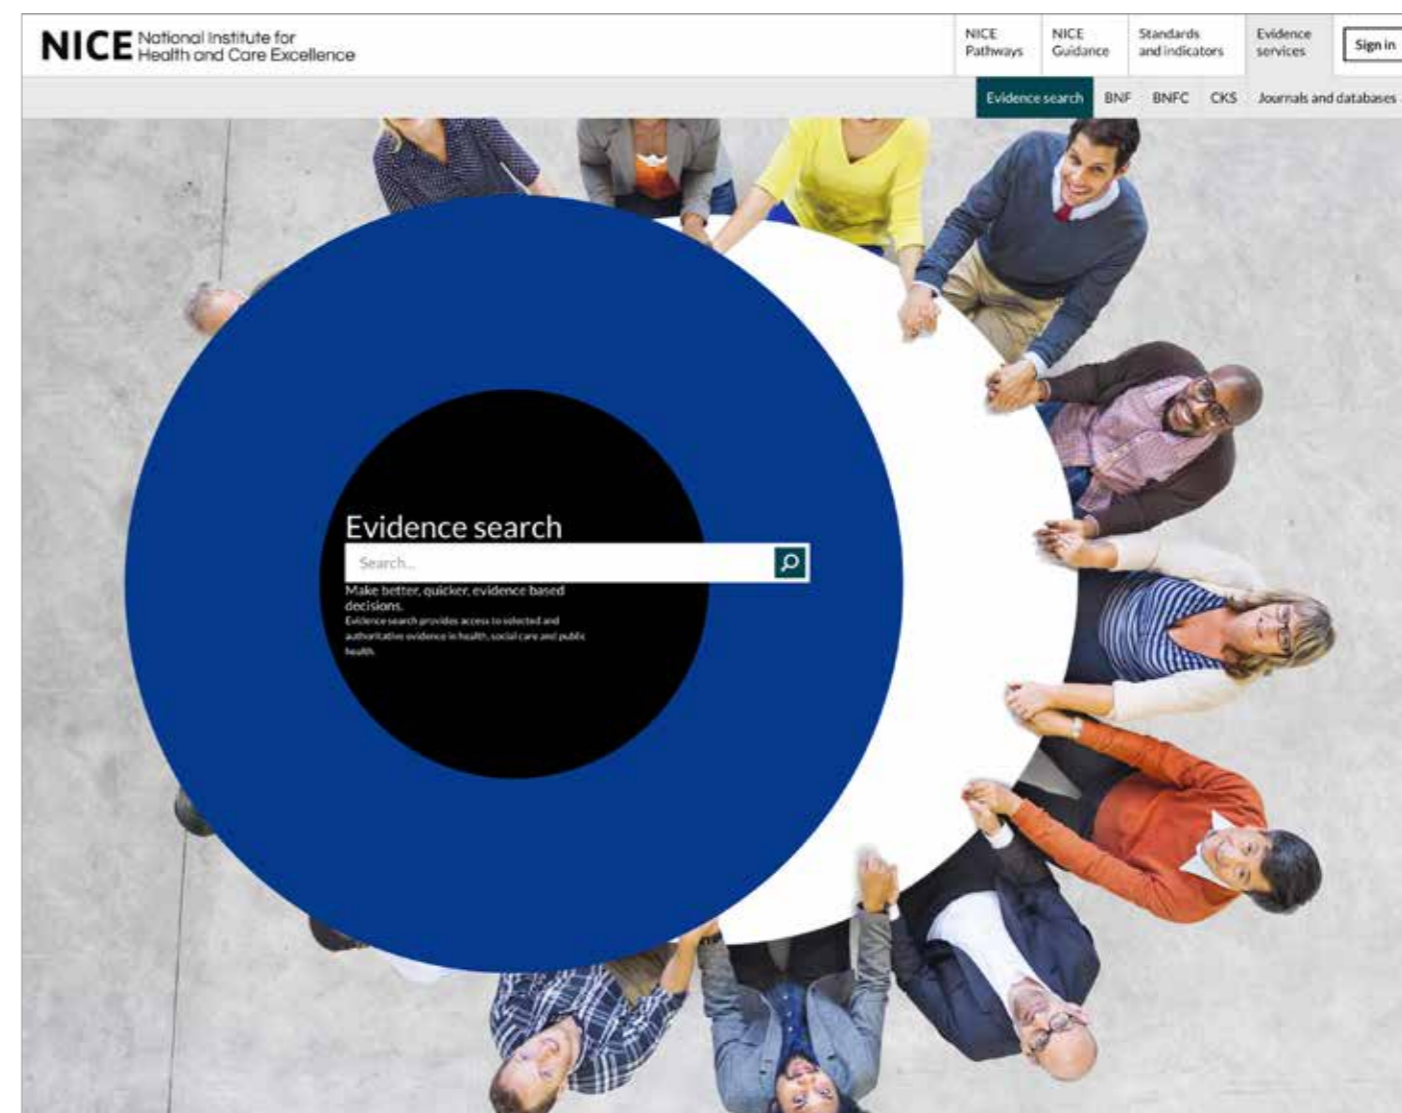 NICE National Institute for
Health and Care Excellence
NICE
Pathways
NICE
Guidance
Standards
and indicators
Evidence
services
Sign in
Evidence search BNF BNFC CKS Journals and databases
Evidence search
Search...
Make better, quicker, evidence based
decisions.
Evidence search provides access to selected and
authoritative evidence in health, social care and public
health.